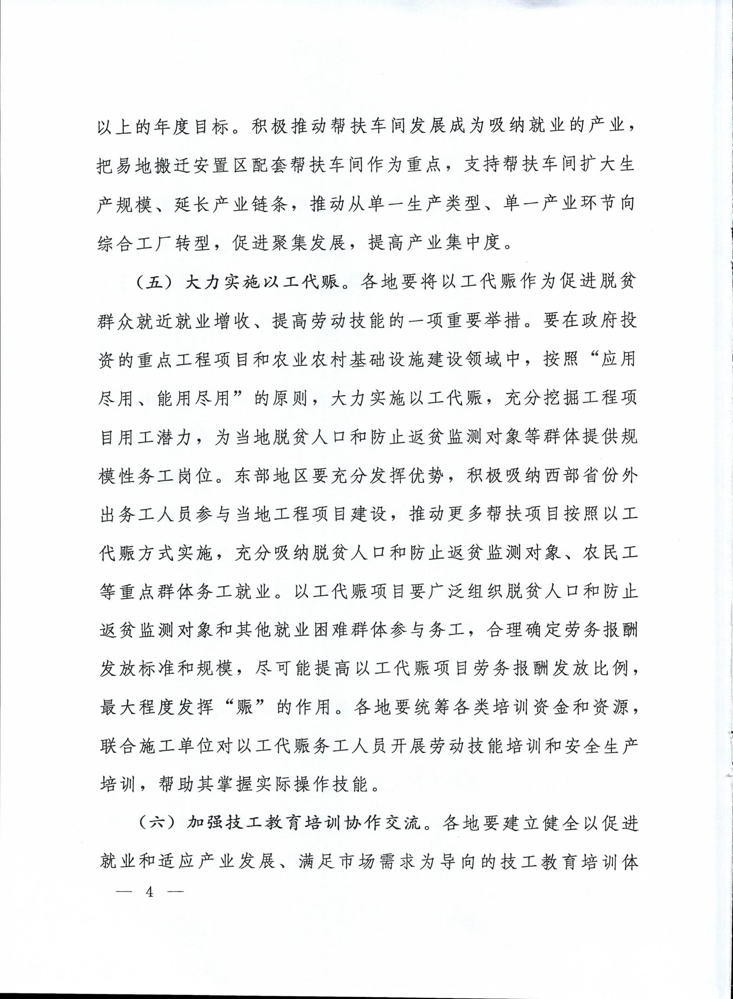 以上的年度目标。积极推动帮扶车间发展成为吸纳就业的产业，
把易地搬迁安置区配套帮扶车间作为重点，支持帮扶车间扩大生
产规模、延长产业链条，推动从单一生产类型、单一产业环节向
综合工厂转型，促进聚集发展，提高产业集中度。
（五）大力实施以工代赈。各地要将以工代赈作为促进脱贫
群众就近就业增收、提高劳动技能的一项重要举措。要在政府投
资的重点工程项目和农业农村基础设施建设领域中，按照“应用
尽用、能用尽用”的原则，大力实施以工代赈，充分挖掘工程项
目用工潜力，为当地脱贫人口和防止返贫监测对象等群体提供规
模性务工岗位。东部地区要充分发挥优势，积极吸纳西部省份外
出务工人员参与当地工程项目建设，推动更多帮扶项目按照以工
代赈方式实施，充分吸纳脱贫人口和防止返贫监测对象、农民工
等重点群体务工就业。以工代赈项目要广泛组织脱贫人口和防止
返贫监测对象和其他就业困难群体参与务工，合理确定劳务报酬
发放标准和规模，尽可能提高以工代赈项目劳务报酬发放比例，
最大程度发挥“赈”的作用。各地要统筹各类培训资金和资源，
联合施工单位对以工代赈务工人员开展劳动技能培训和安全生产
培训，帮助其掌握实际操作技能。
（六）加强技工教育培训协作交流。各地要建立健全以促进
就业和适应产业发展、满足市场需求为导向的技工教育培训体
— 4 —